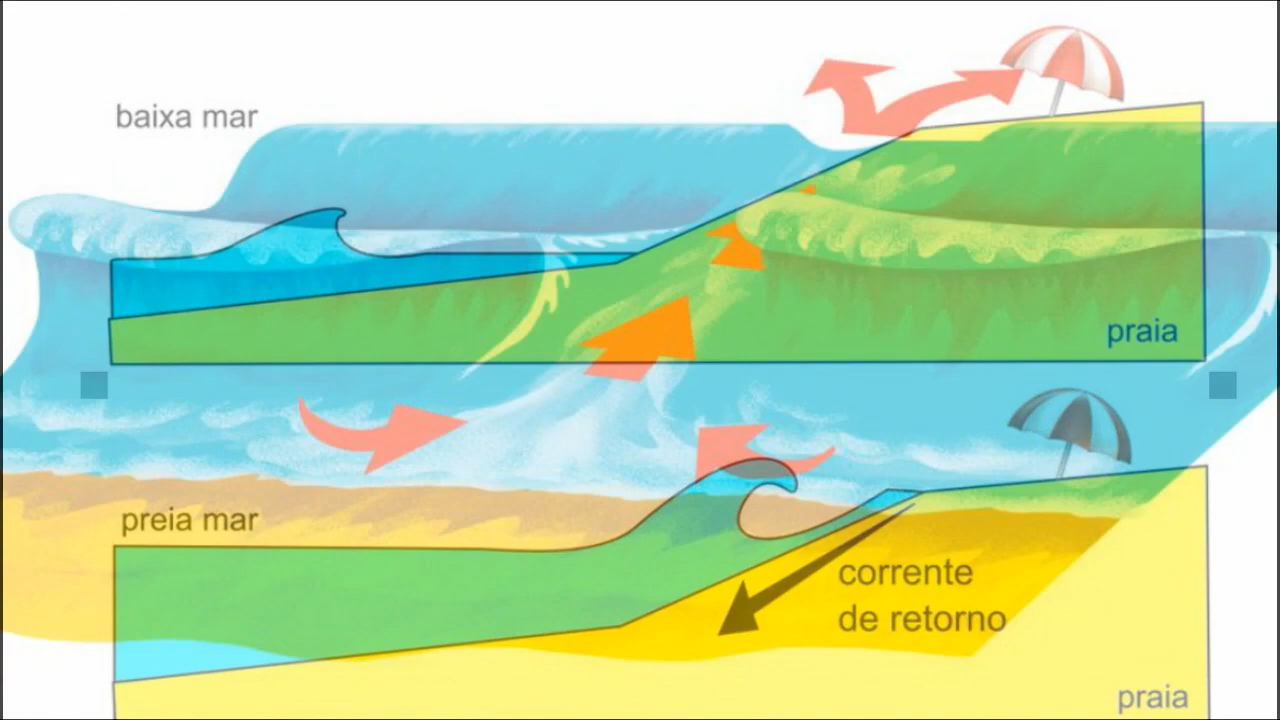 baixa mar
praia
preia mar
corrente
de retorno
praia